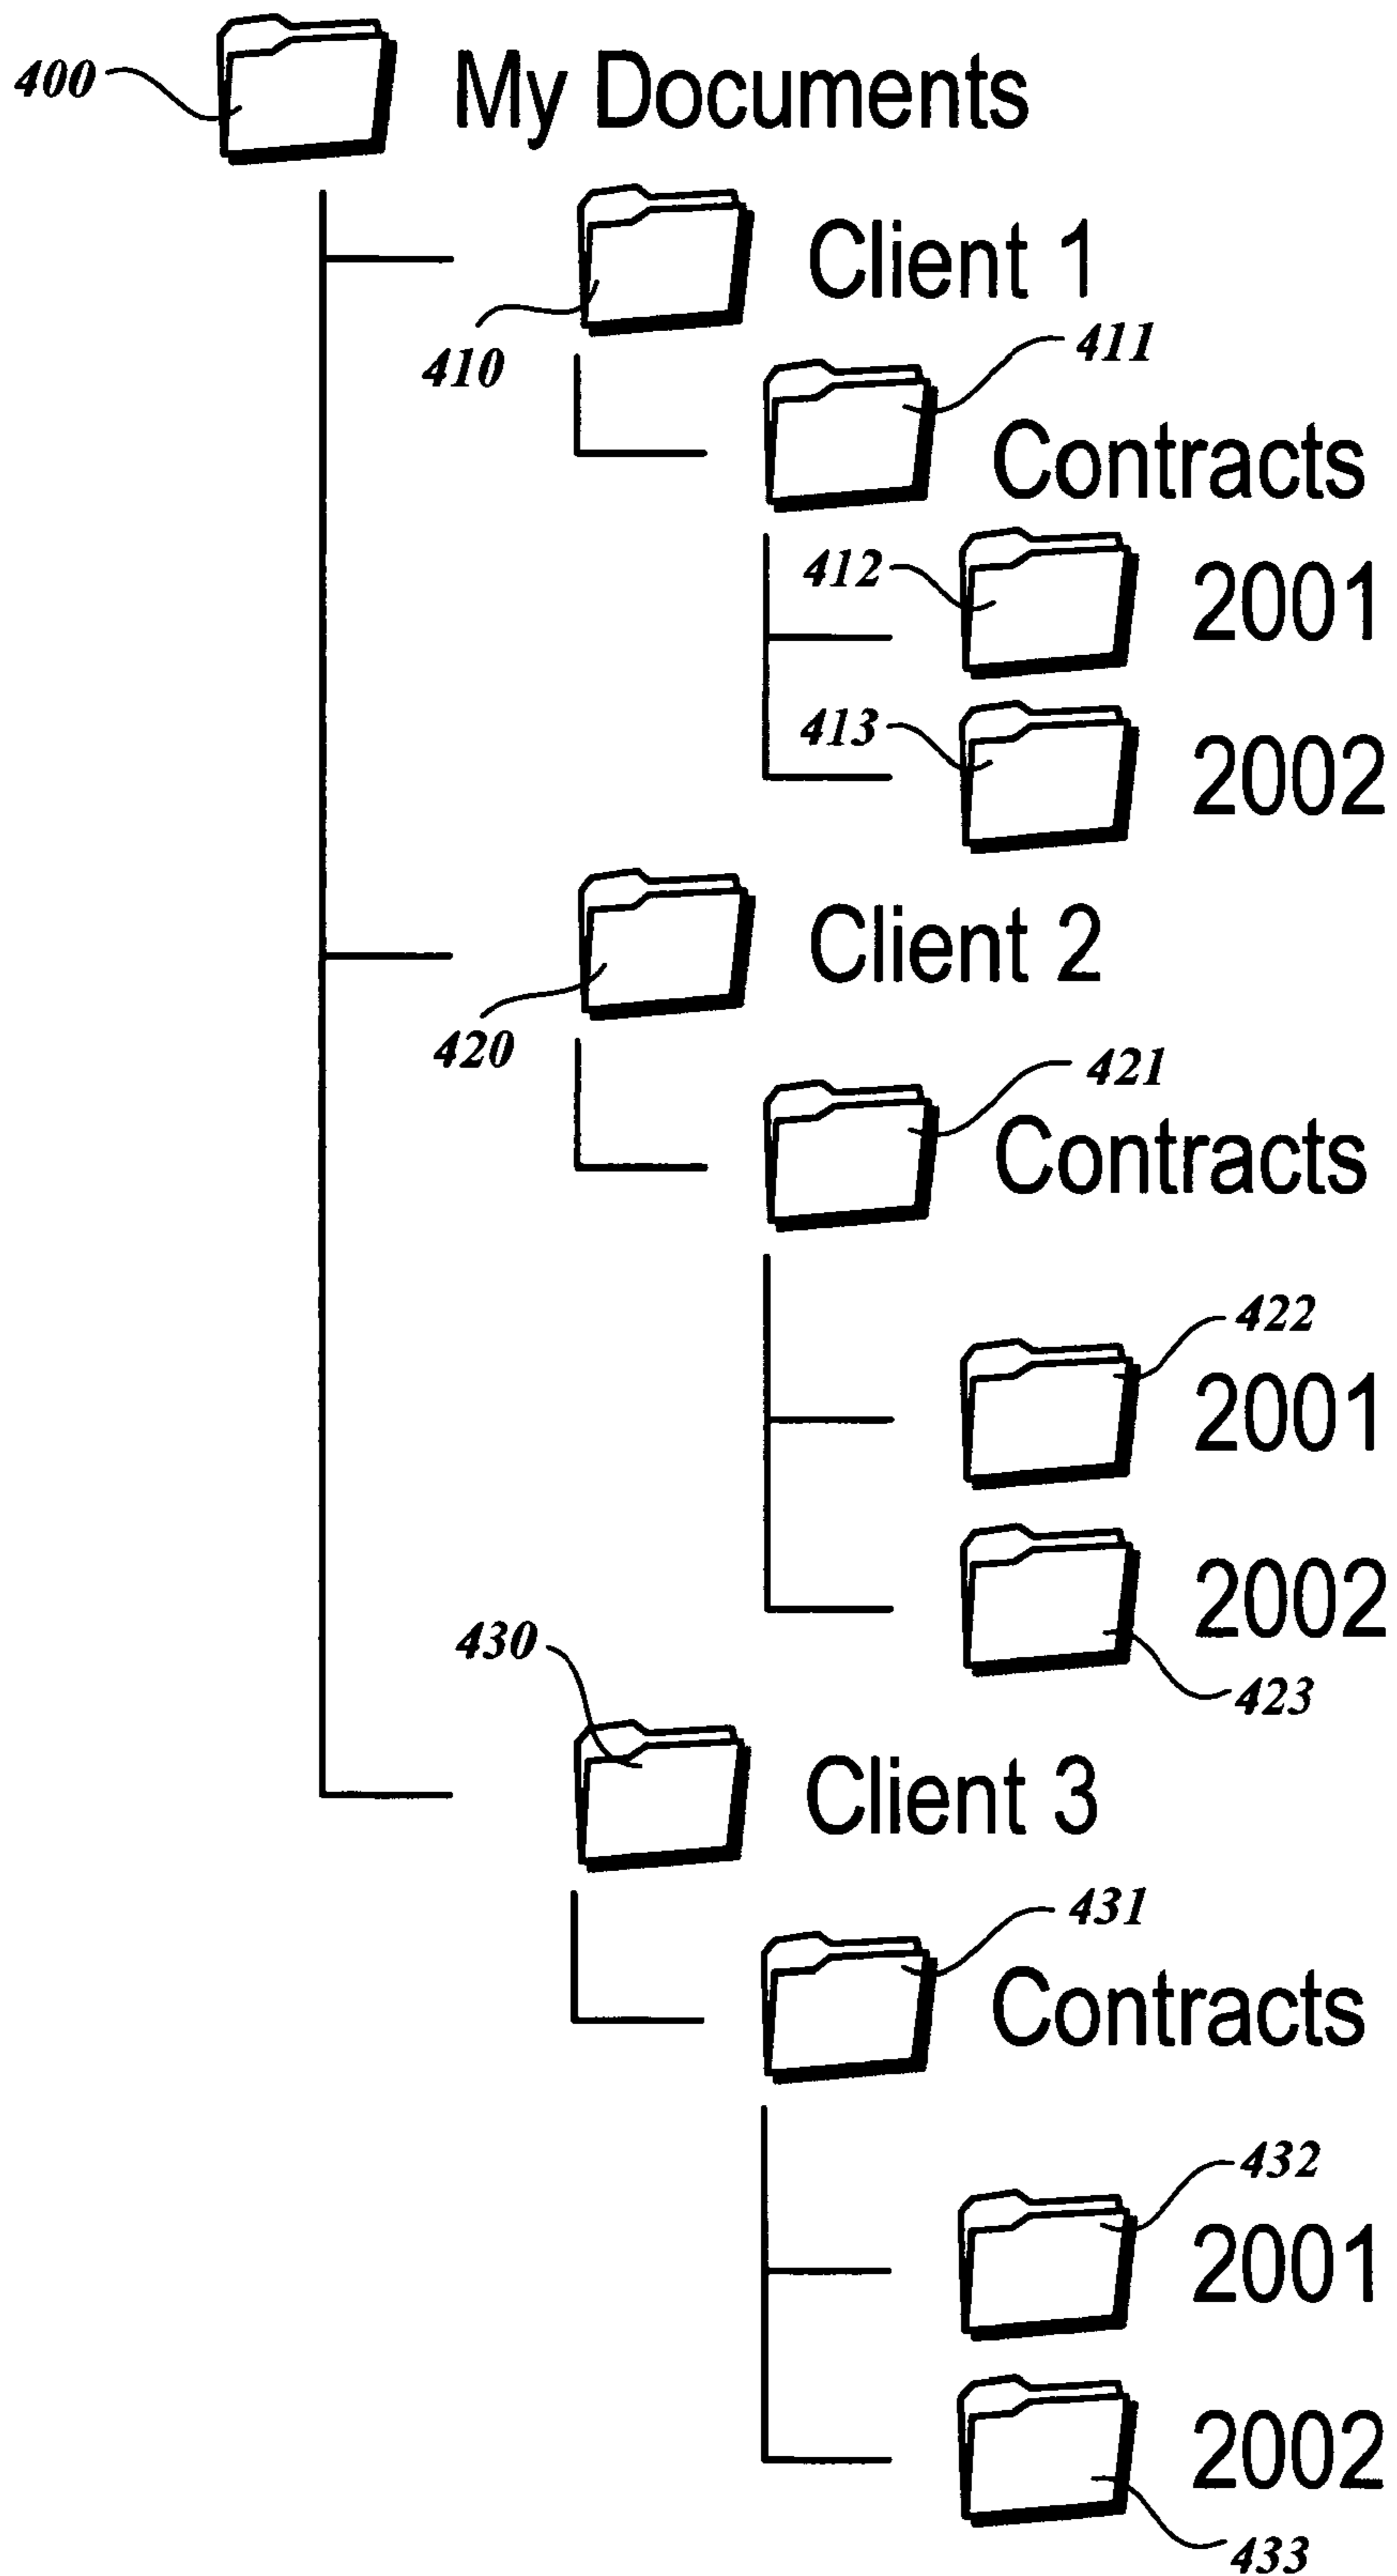 400 My Documents
Client 1
410
411
Contracts
412 2001
413 2002
Client 2
420
421
Contracts
422
2001
2002
423
430
Client 3
431
Contracts
432
2001
2002
433